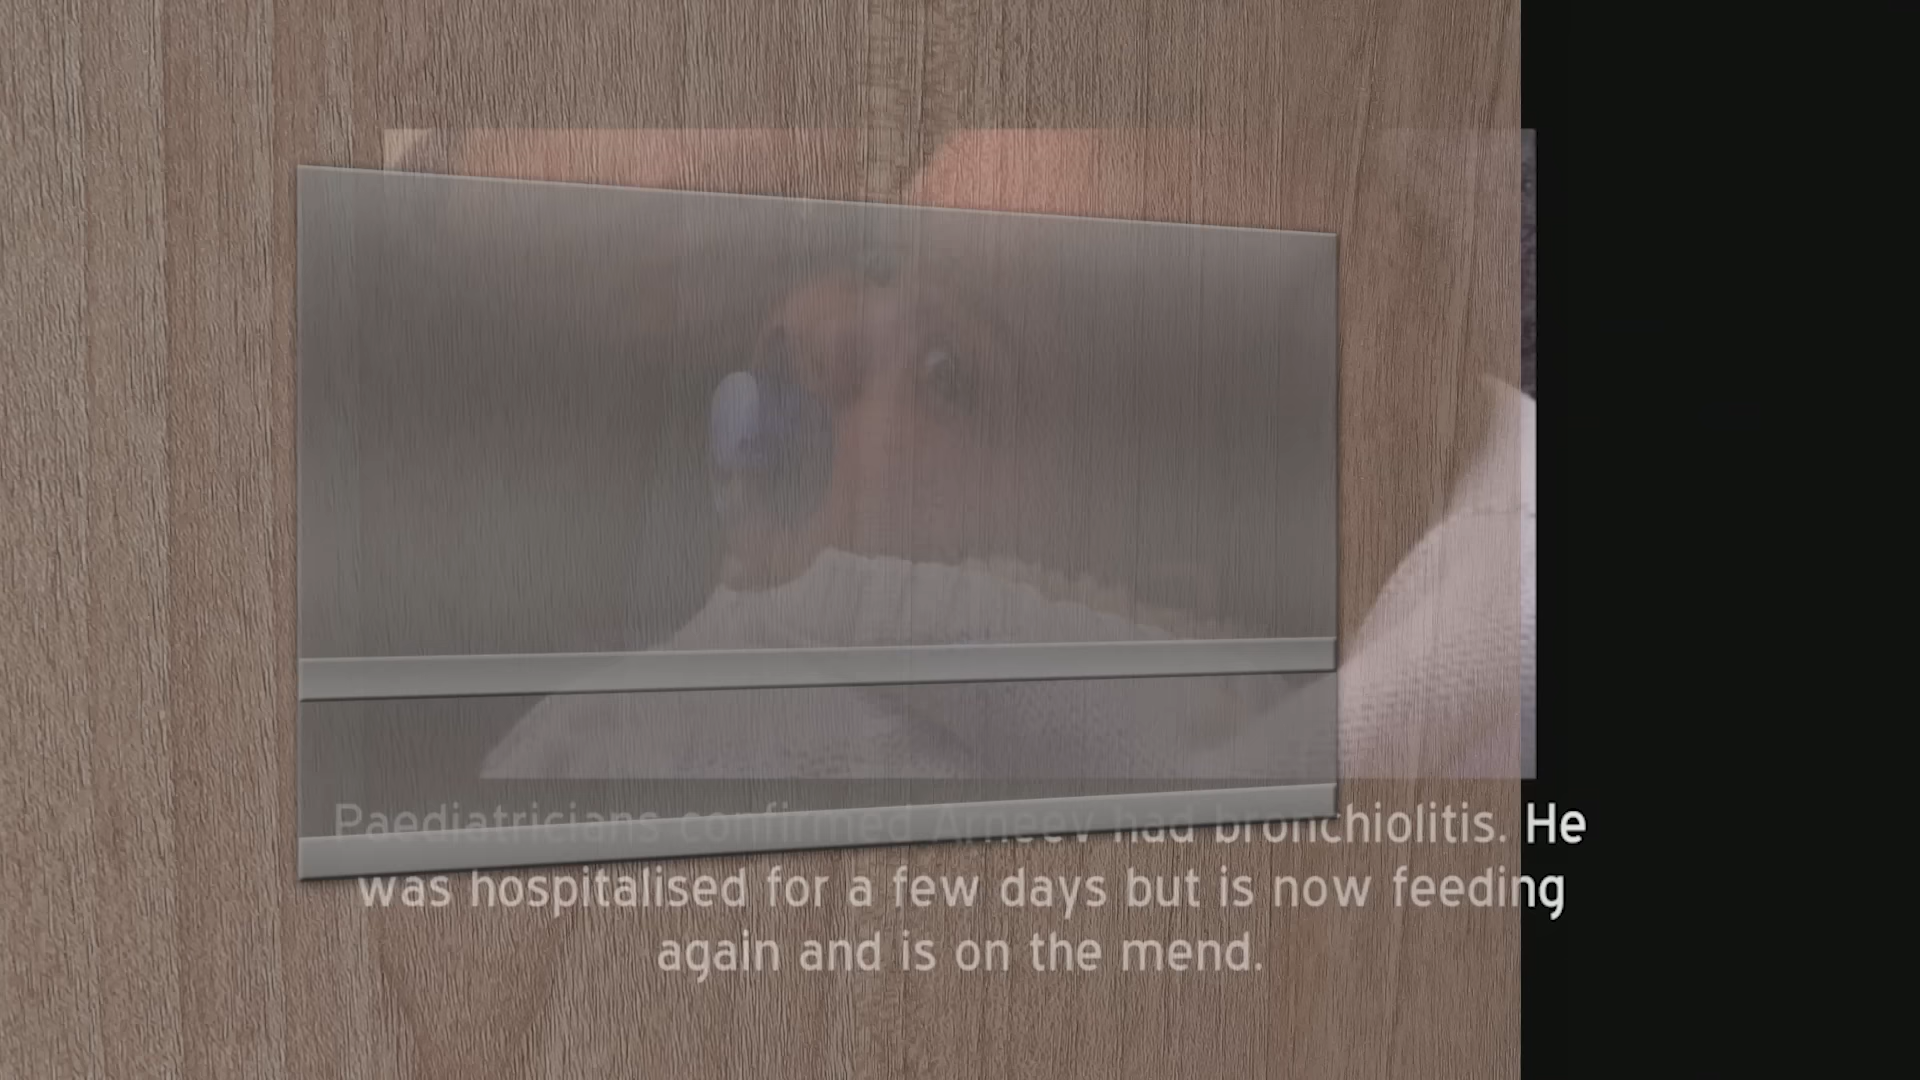 Paediatricians confirmed Arneev had bronchiolitis. He
was hospitalised for a few days but is now feeding
again and is on the mend.